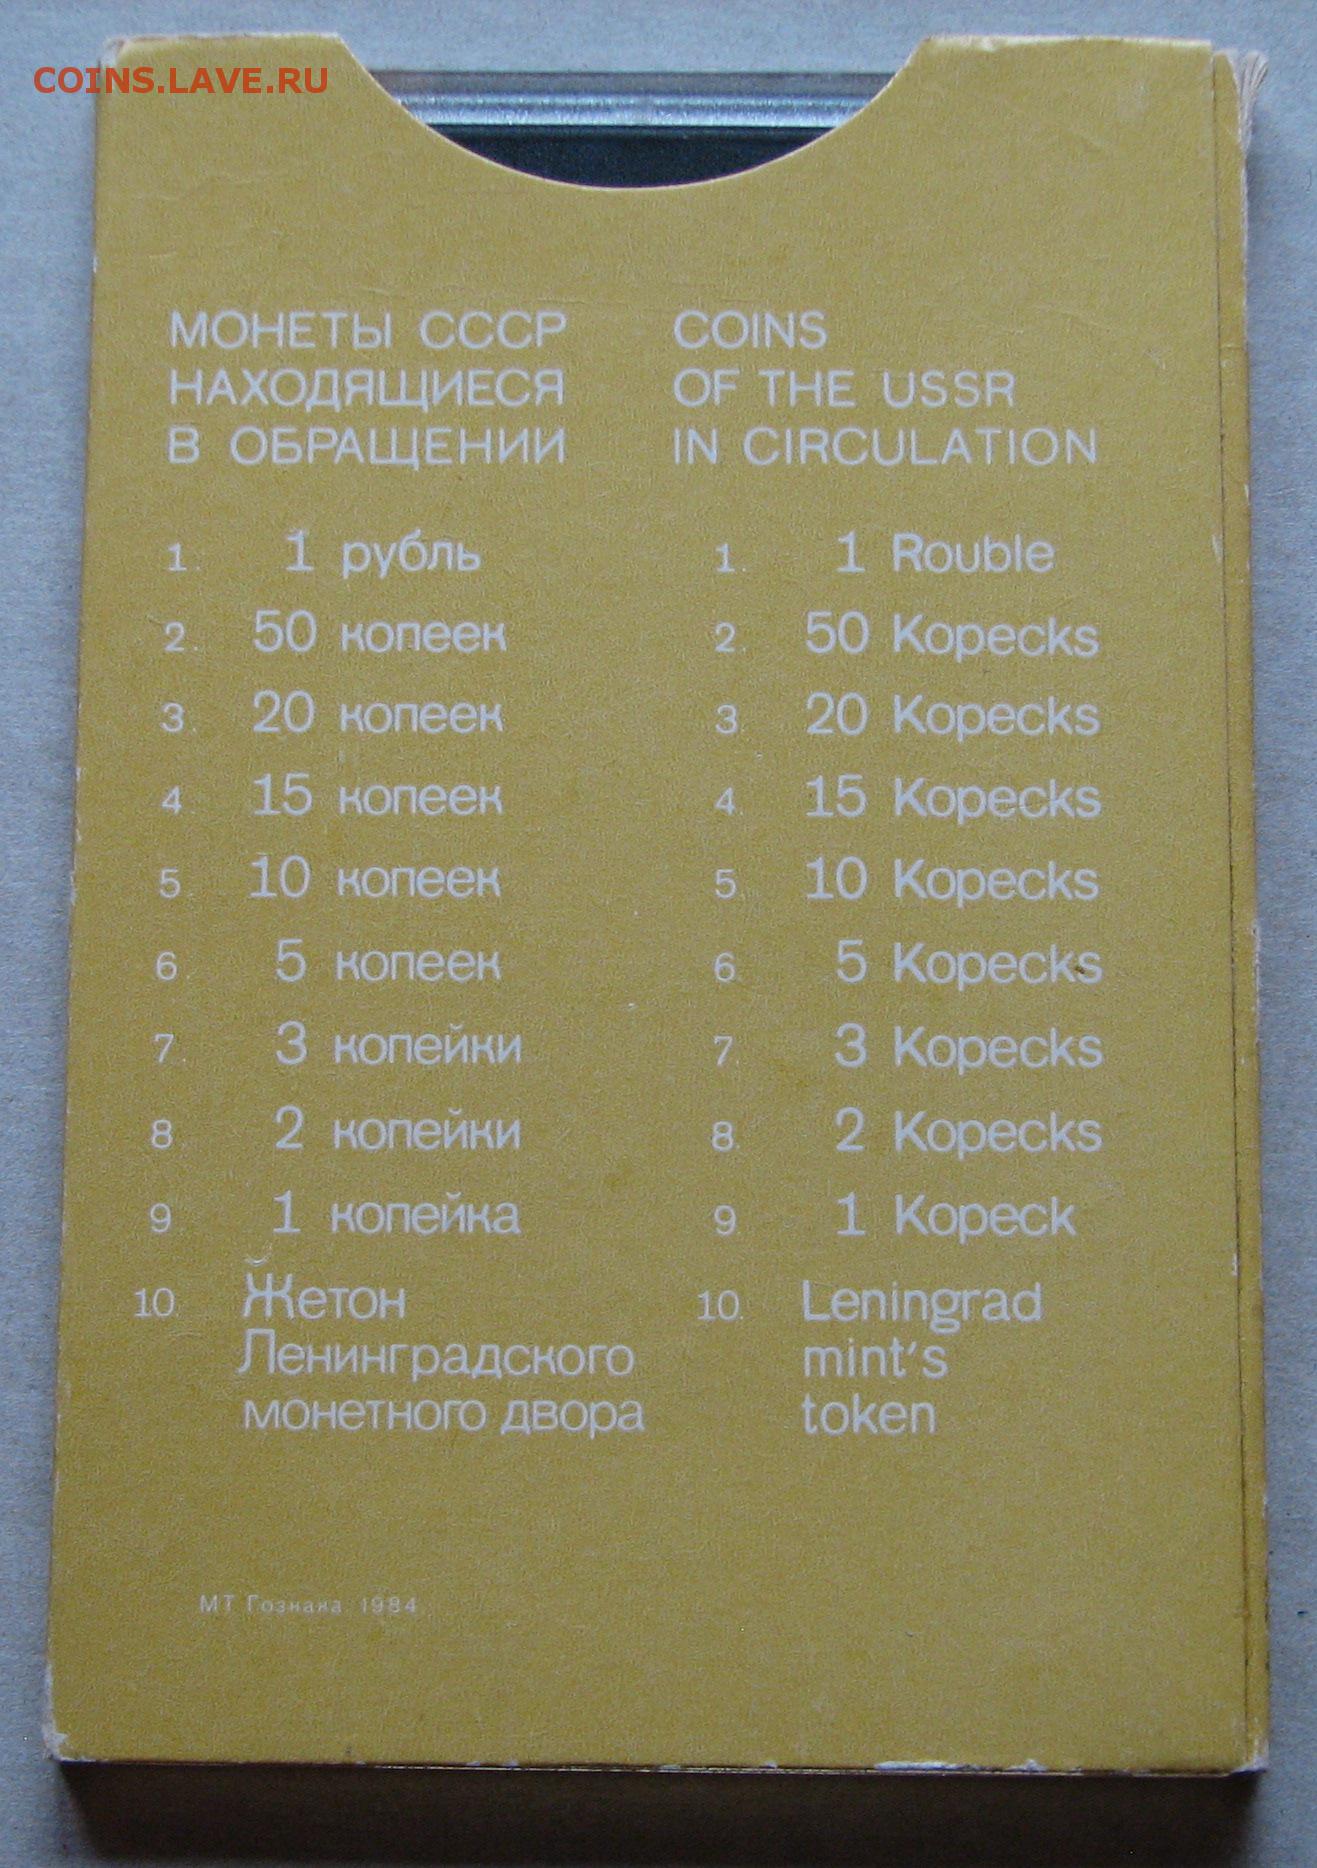 COINS.LAVE.RU
МОНЕТЫ СССР
НАХОДЯЩИЕСЯ
В ОБРАЩЕНИИ
1. 1 рубль
2. 50 копеек
3. 20 копеек
4 15 копеек
5 10 копеек
6. 5 копеек
7 3 копейки
8 2 копейки
9 1 копейка
10. Жетон
Ленинградского
монетного двора
МТ Гознака. 1984
COINS
OF THE USSR
IN CIRCULATION
1. 1 Rouble
2. 50 Kopecks
3 20 Kopecks
4. 15 Kopecks
5 10 Kopecks
6 5 Kopecks
7. 3 Kopecks
8. 2 Kopecks
9 1 Kopeck
10. Leningrad
mint's
token